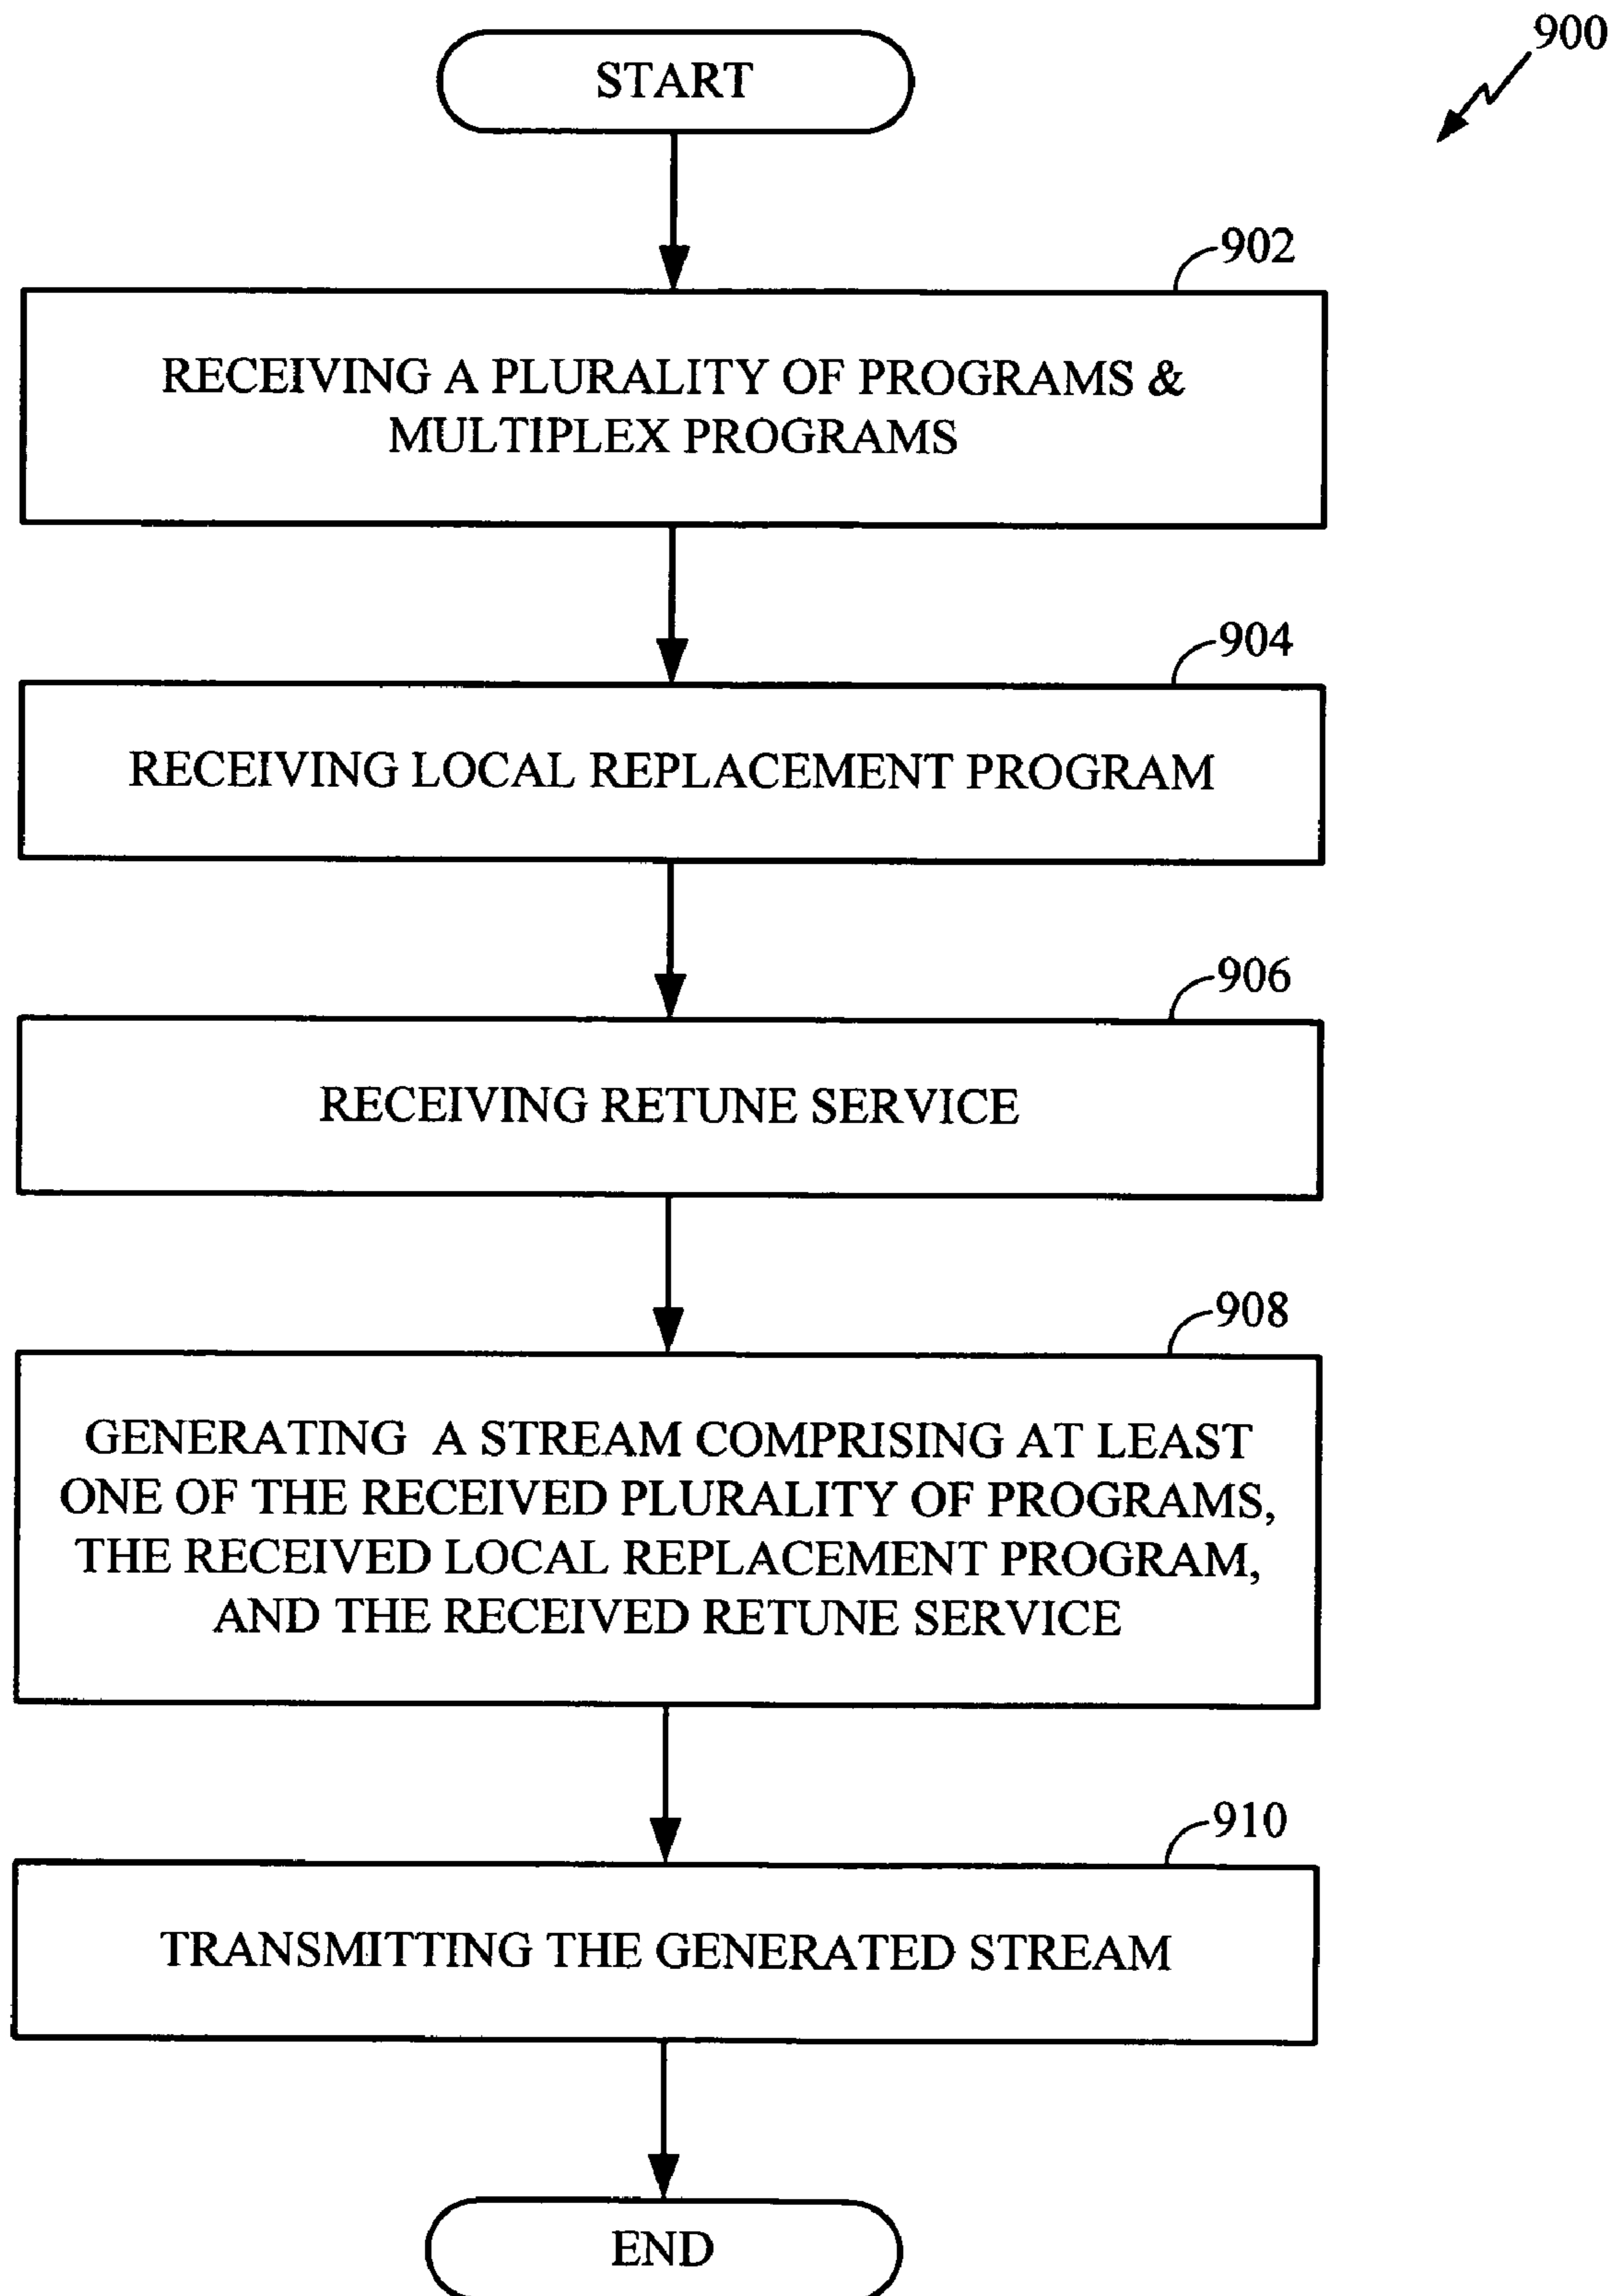 900
START
902
RECEIVING A PLURALITY OF PROGRAMS &
MULTIPLEX PROGRAMS
904
RECEIVING LOCAL REPLACEMENT PROGRAM
906
RECEIVING RETUNE SERVICE
908
GENERATING A STREAM COMPRISING AT LEAST
ONE OF THE RECEIVED PLURALITY OF PROGRAMS,
THE RECEIVED LOCAL REPLACEMENT PROGRAM,
AND THE RECEIVED RETUNE SERVICE
910
TRANSMITTING THE GENERATED STREAM
END